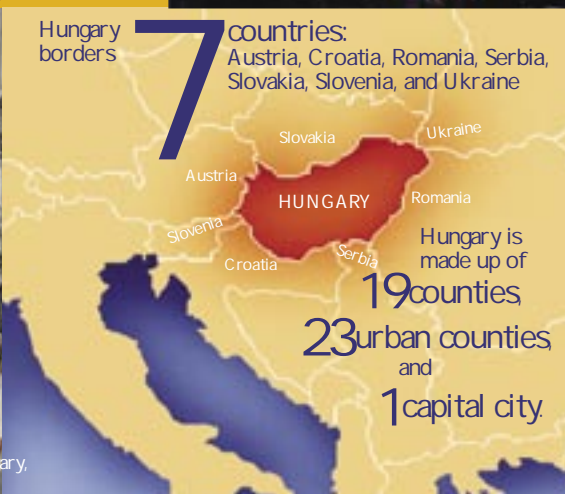 Hungary
borders
7
countries:
Austria, Croatia, Romania, Serbia,
Slovakia, Slovenia, and Ukraine
Slovakia
Ukraine
Austria
HUNGARY
Romania
Slovenia
Croatia
Serbia
Hungary is
made up of
19 counties,
23 urban counties,
and
1 capital city.
ary,